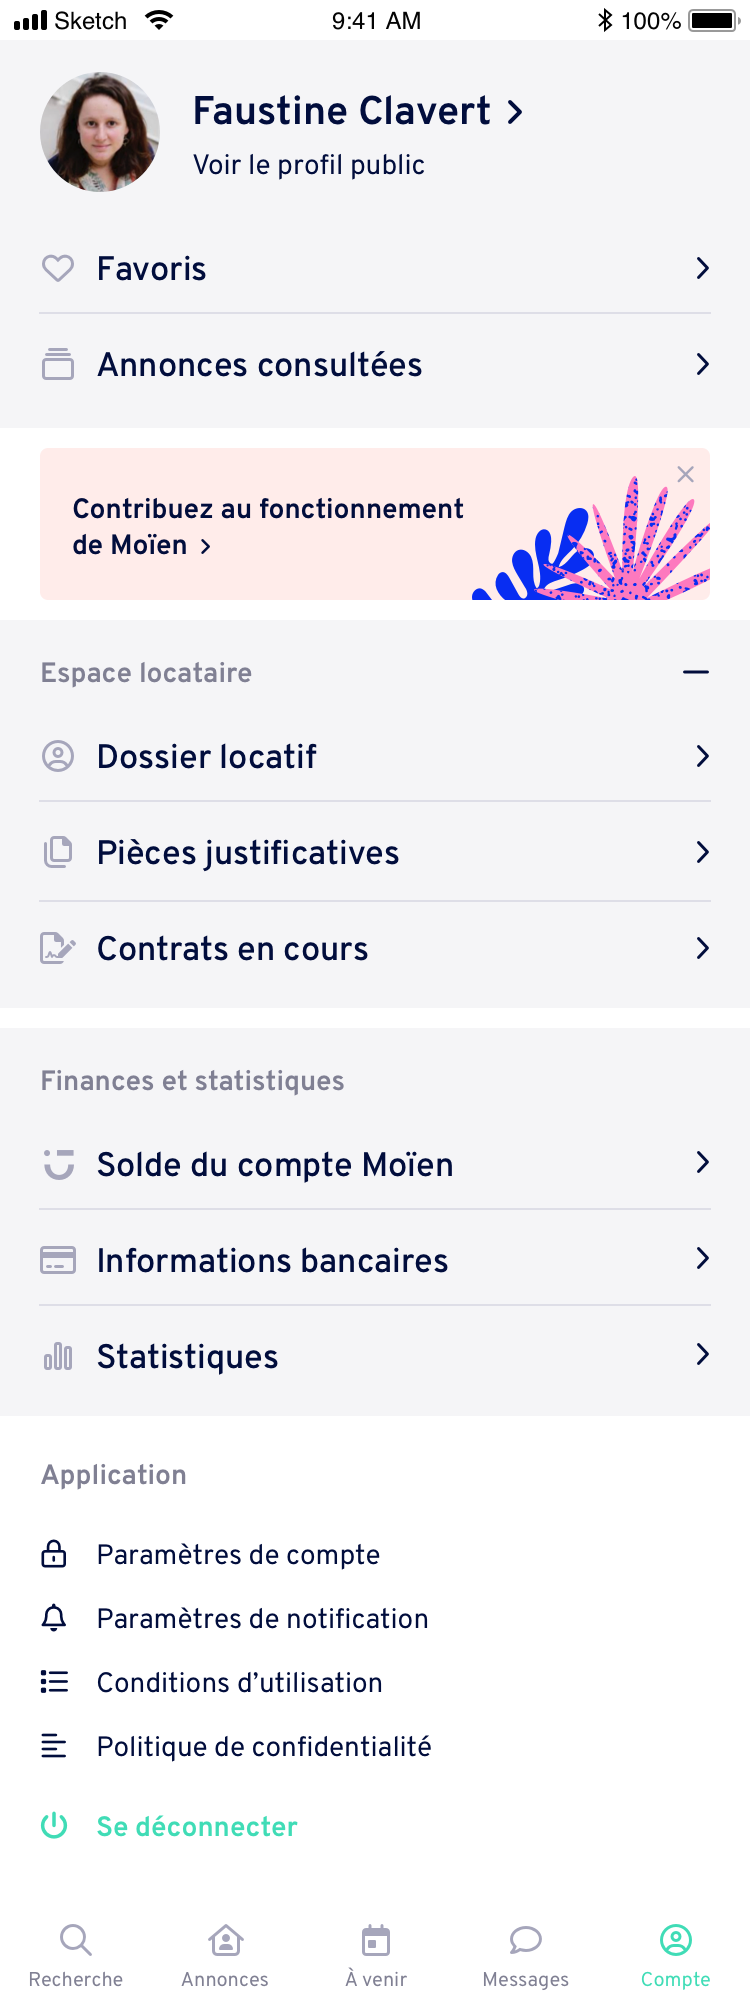 Sketch 9:41 AM 100%
Faustine Clavert
Voir le profil public
Favoris
Annonces consultées
Contribuez au fonctionnement
de Moïen
Espace locataire
Dossier locatif
Pièces justificatives
Contrats en cours
Finances et statistiques
Solde du compte Moïen
Informations bancaires
Statistiques
Application
Paramètres de compte
Paramètres de notification
Conditions d’utilisation
Politique de confidentialité
Se déconnecter
Recherche Annonces À venir Messages Compte